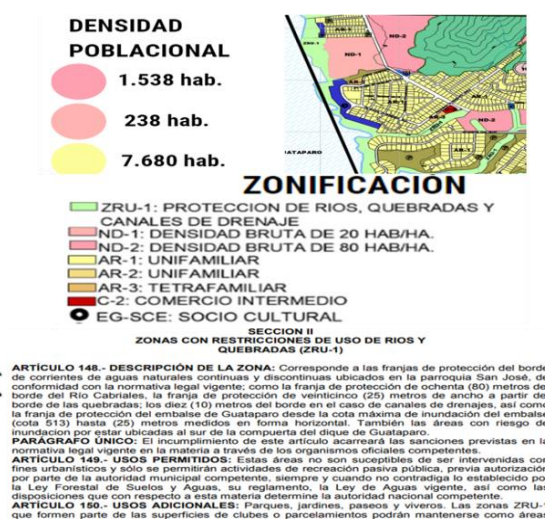 DENSIDAD
POBLACIONAL
1.538 hab.
238 hab.
7.680 hab.
ZRU-1
ND-1
ND-2
AR-1
AR-2
ND-2
AR-1
GUATAPARO
ZONIFICACION
ZRU-1: PROTECCION DE RIOS, QUEBRADAS Y
CANALES DE DRENAJE
ND-1: DENSIDAD BRUTA DE 20 HAB/HA.
ND-2: DENSIDAD BRUTA DE 80 HAB/HA.
AR-1: UNIFAMILIAR
AR-2: UNIFAMILIAR
AR-3: TETRAFAMILIAR
C-2: COMERCIO INTERMEDIO
EG-SCE: SOCIO CULTURAL
SECCION II
ZONAS CON RESTRICCIONES DE USO DE RIOS Y
QUEBRADAS (ZRU-1)
ARTÍCULO 148.- DESCRIPCIÓN DE LA ZONA: Corresponde a las franjas de protección del borde
de corrientes de aguas naturales continuas y discontinuas ubicados en la parroquia San José, de
conformidad con la normativa legal vigente; como la franja de protección de ochenta (80) metros del
borde del Río Cabriales, la franja de protección de veinticinco (25) metros de ancho a partir del
borde de las quebradas; los diez (10) metros del borde en el caso de canales de drenajes, así como
la franja de protección del embalse de Guataparo desde la cota máxima de inundación del embalse
(cota 513) hasta (25) metros medidos en forma horizontal. También las áreas con riesgo de
inundacion por estar ubicadas al sur de la compuerta del dique de Guataparo.
PARÁGRAFO ÚNICO: El incumplimiento de este artículo acarreará las sanciones previstas en la
normativa legal vigente en la materia a través de los organismos oficiales competentes.
ARTÍCULO 149.- USOS PERMITIDOS: Estas áreas no son suceptibles de ser intervenidas con
fines urbanísticos y sólo se permitirán actividades de recreación pasiva pública, previa autorización
por parte de la autoridad municipal competente, siempre y cuando no contradiga lo establecido por
la Ley Forestal de Suelos y Aguas, su reglamento, la Ley de Aguas vigente, así como las
disposiciones que con respecto a esta materia determine la autoridad nacional competente.
ARTÍCULO 150.- USOS ADICIONALES: Parques, jardines, paseos y viveros. Las zonas ZRU-1
que formen parte de las superficies de clubes o parcelamientos podrán mantenerse como áreas